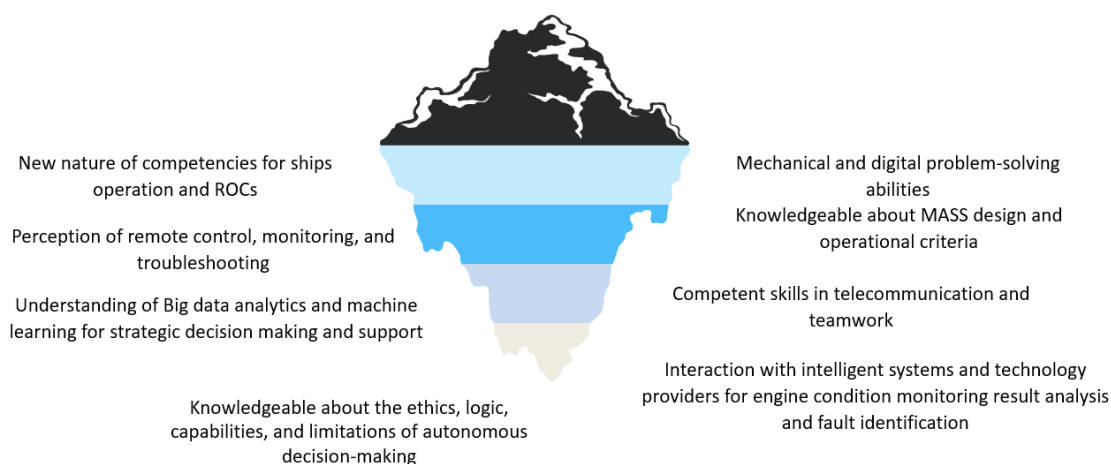 New nature of competencies for ships
operation and ROCs
Perception of remote control, monitoring, and
troubleshooting
Understanding of Big data analytics and machine
learning for strategic decision making and support
Knowledgeable about the ethics, logic,
capabilities, and limitations of autonomous
decision-making
Mechanical and digital problem-solving
abilities
Knowledgeable about MASS design and
operational criteria
Competent skills in telecommunication and
teamwork
Interaction with intelligent systems and technology
providers for engine condition monitoring result analysis
and fault identification